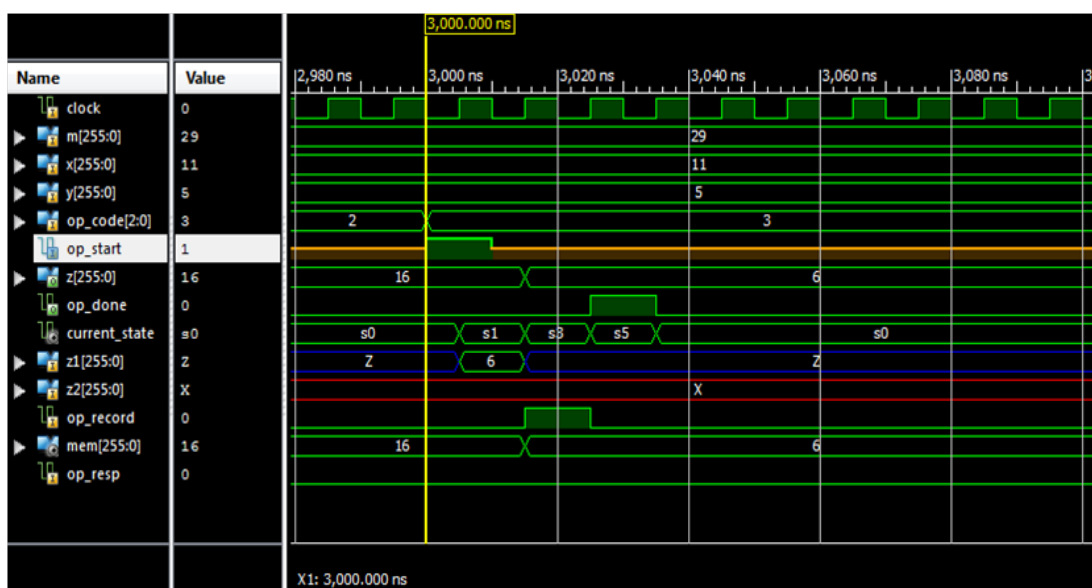 3,000.000 ns
Name Value 2,980 ns 3,000 ns 3,020 ns 3,040 ns 3,060 ns 3,080 ns 3
clock 0
m[255:0] 29 29
x[255:0] 11 11
y[255:0] 5 5
op_code[2:0] 3 2 3
op_start 1
z[255:0] 16 16 6
op_done 0
current_state s0 s0 s1 s3 s5 s0
z1[255:0] Z Z 6 Z
z2[255:0] X X
op_record 0
mem[255:0] 16 16 6
op_resp 0
X1: 3,000.000 ns